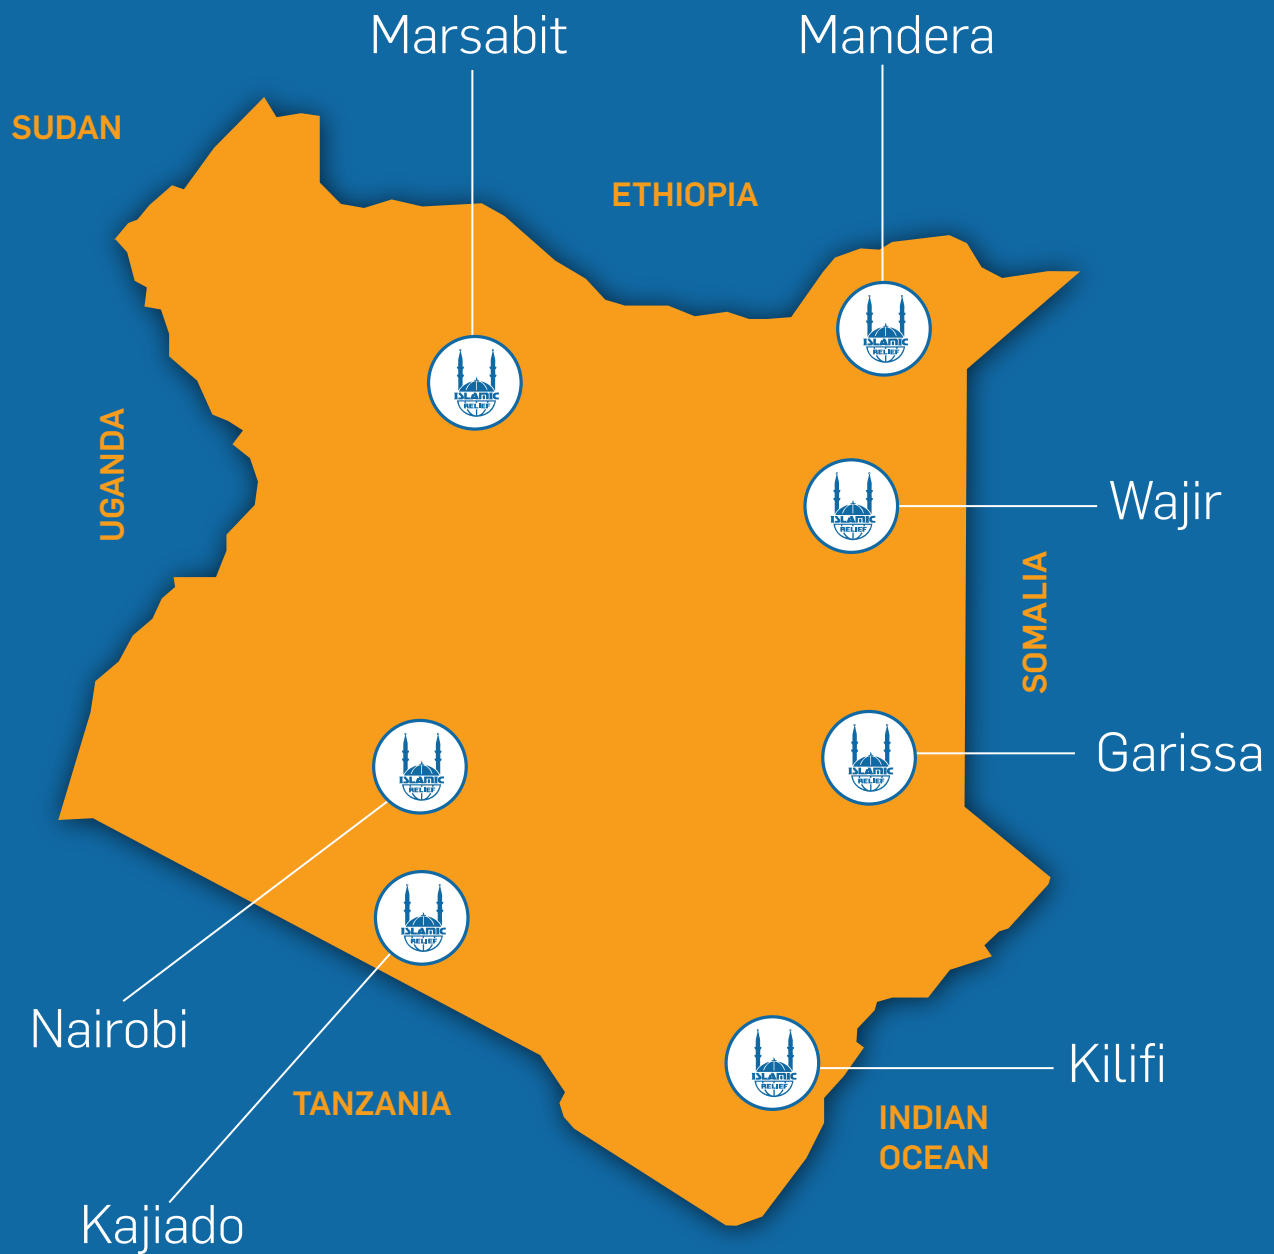 Marsabit
Mandera
SUDAN
ETHIOPIA
ISLAMIC
RELIEF
ISLAMIC
RELIEF
UGANDA
Wajir
ISLAMIC
RELIEF
SOMALIA
Garissa
ISLAMIC
RELIEF
ISLAMIC
RELIEF
ISLAMIC
RELIEF
Nairobi
Kilifi
ISLAMIC
RELIEF
TANZANIA
INDIAN
OCEAN
Kajiado